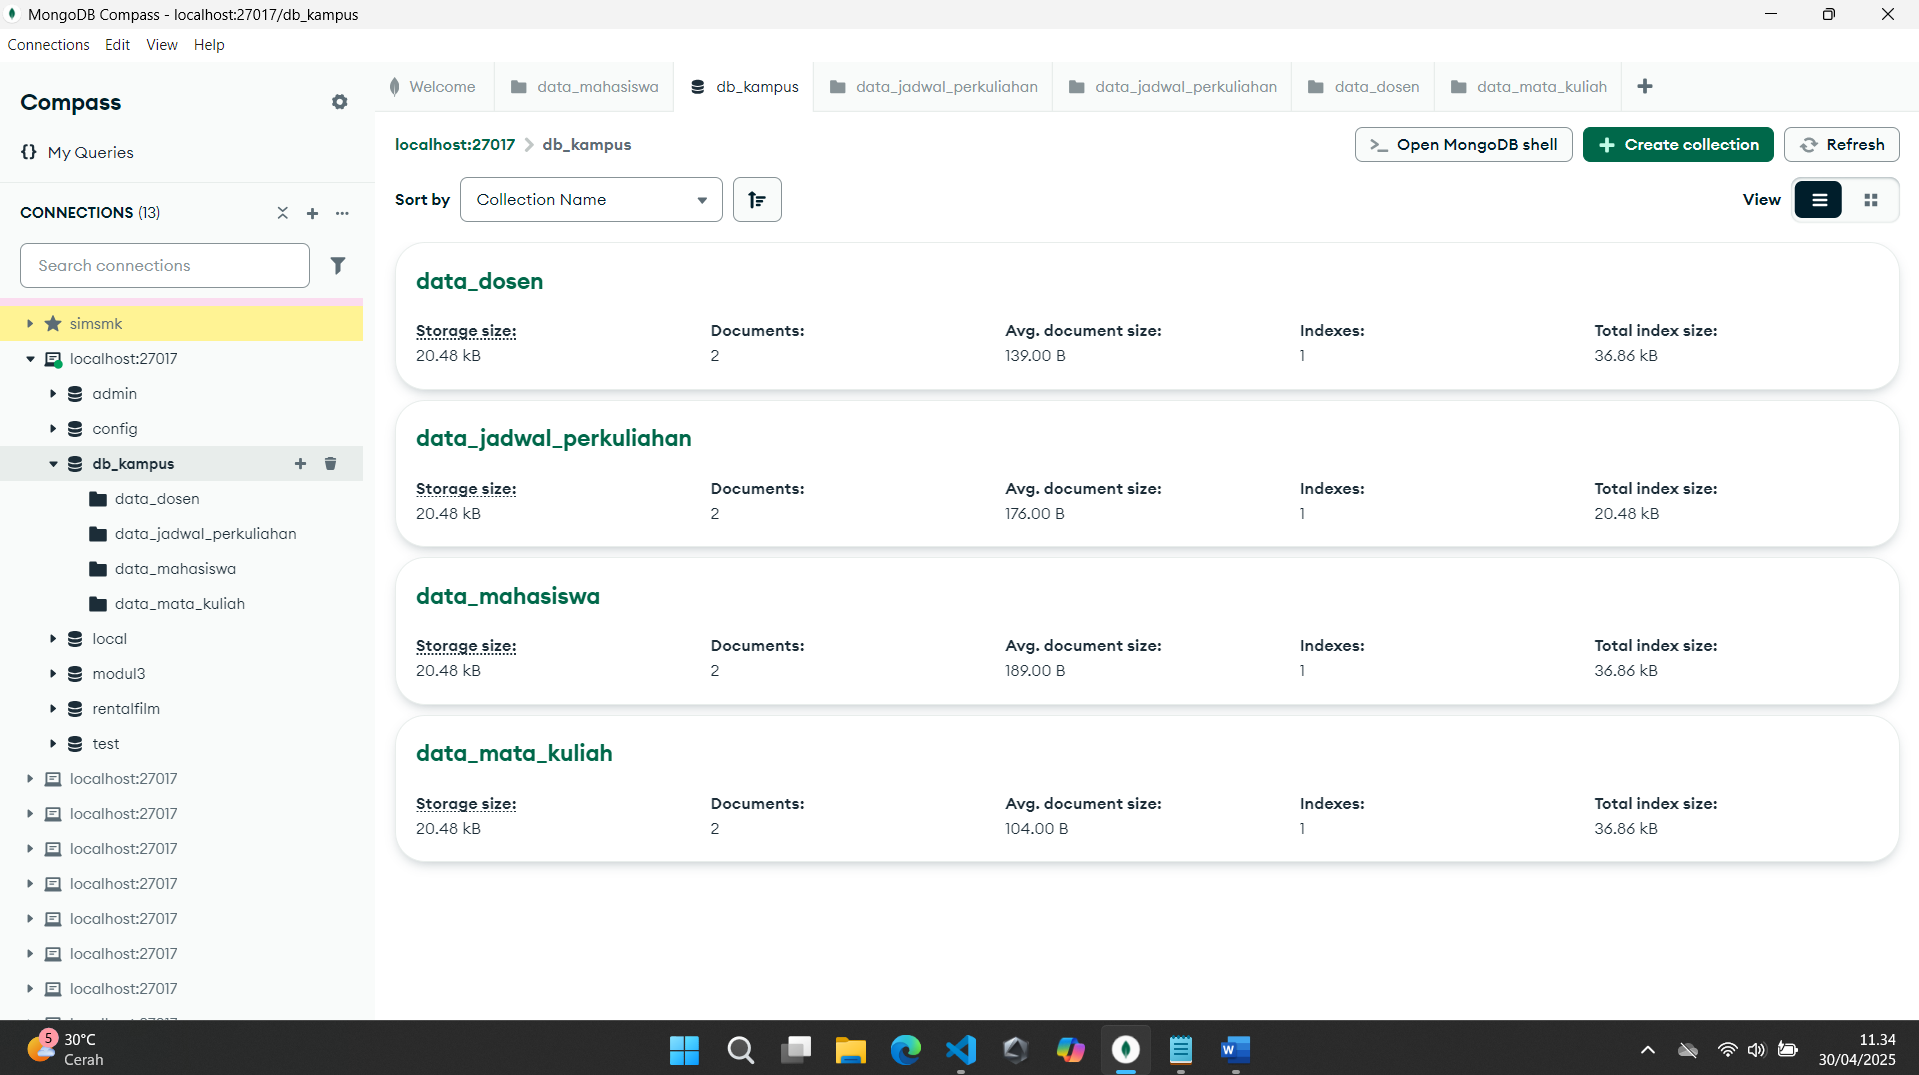 MongoDB Compass - localhost:27017/db_kampus
Connections Edit View Help
Compass
My Queries
CONNECTIONS (13)
Search connections
simsmk
localhost:27017
admin
config
db_kampus
data_dosen
data_jadwal_perkuliahan
data_mahasiswa
data_mata_kuliah
local
modul3
rentalfilm
test
localhost:27017
localhost:27017
localhost:27017
localhost:27017
localhost:27017
localhost:27017
localhost:27017
Welcome data_mahasiswa db_kampus data_jadwal_perkuliahan data_jadwal_perkuliahan data_dosen data_mata_kuliah
localhost:27017 > db_kampus
>_ Open MongoDB shell + Create collection Refresh
Sort by Collection Name View
data_dosen
Storage size: Documents: Avg. document size: Indexes: Total index size:
20.48 kB 2 139.00 B 1 36.86 kB
data_jadwal_perkuliahan
Storage size: Documents: Avg. document size: Indexes: Total index size:
20.48 kB 2 176.00 B 1 20.48 kB
data_mahasiswa
Storage size: Documents: Avg. document size: Indexes: Total index size:
20.48 kB 2 189.00 B 1 36.86 kB
data_mata_kuliah
Storage size: Documents: Avg. document size: Indexes: Total index size:
20.48 kB 2 104.00 B 1 36.86 kB
5
30°C
Cerah
W
11.34
30/04/2025